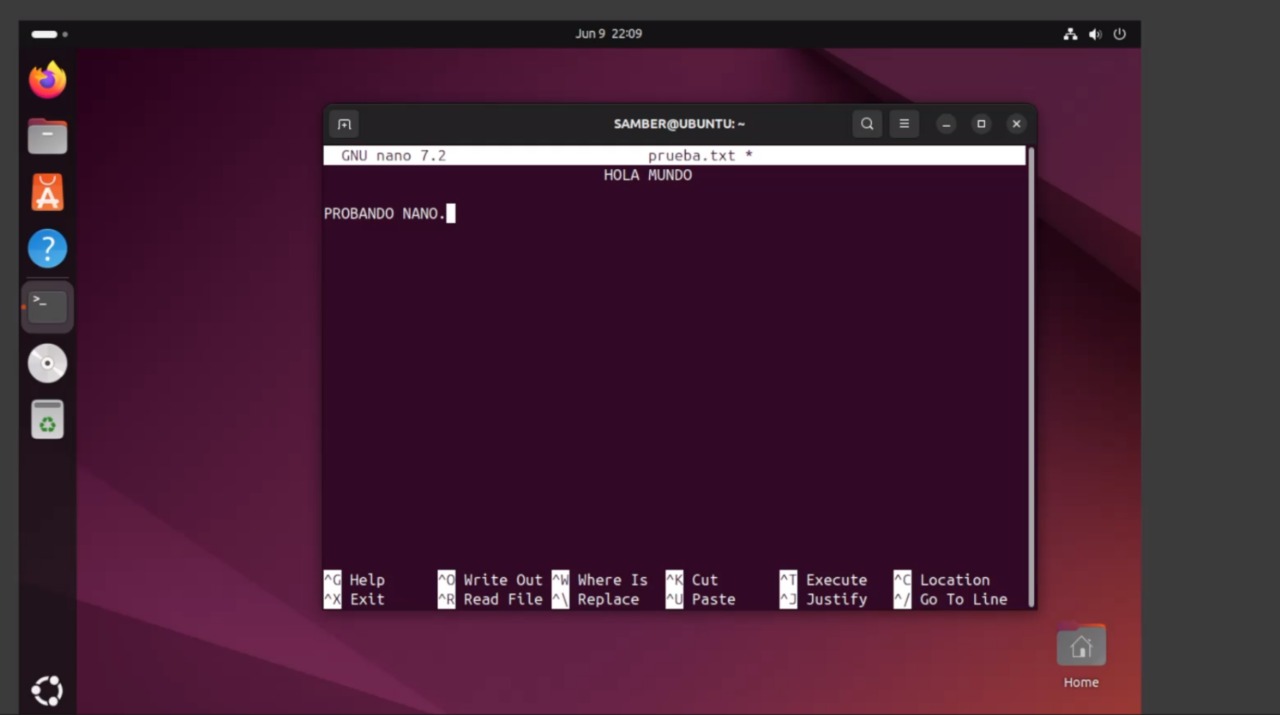 Jun 9 22:09
SAMBER@UBUNTU: ~
GNU nano 7.2 prueba.txt *
HOLA MUNDO
PROBANDO NANO.
^G Help ^O Write Out ^W Where Is ^K Cut ^T Execute ^C Location
^X Exit ^R Read File ^\ Replace ^U Paste ^J Justify ^/ Go To Line
Home